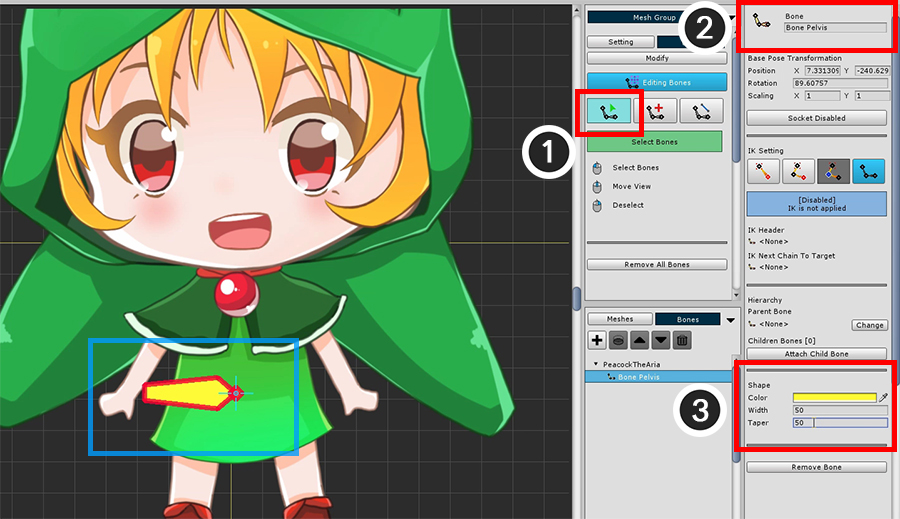 Mesh Group
2
Bone
Bone Pelvis
Setting
Modify
Editing Bones
1
Select Bones
Select Bones
Move View
Deselect
Remove All Bones
Base Pose Transformation
Position X 7.331309 Y -240.629
Rotation 89.60757
Scaling X 1 Y 1
Socket Disabled
IK Setting
[Disabled]
IK is not applied
IK Header
<None>
IK Next Chain To Target
<None>
Hierarchy
Parent Bone
<None> Change
Children Bones [0]
Attach Child Bone
Meshes Bones
PeacockTheAria
Bone Pelvis
3
Shape
Color
Width 50
Taper 50
Remove Bone